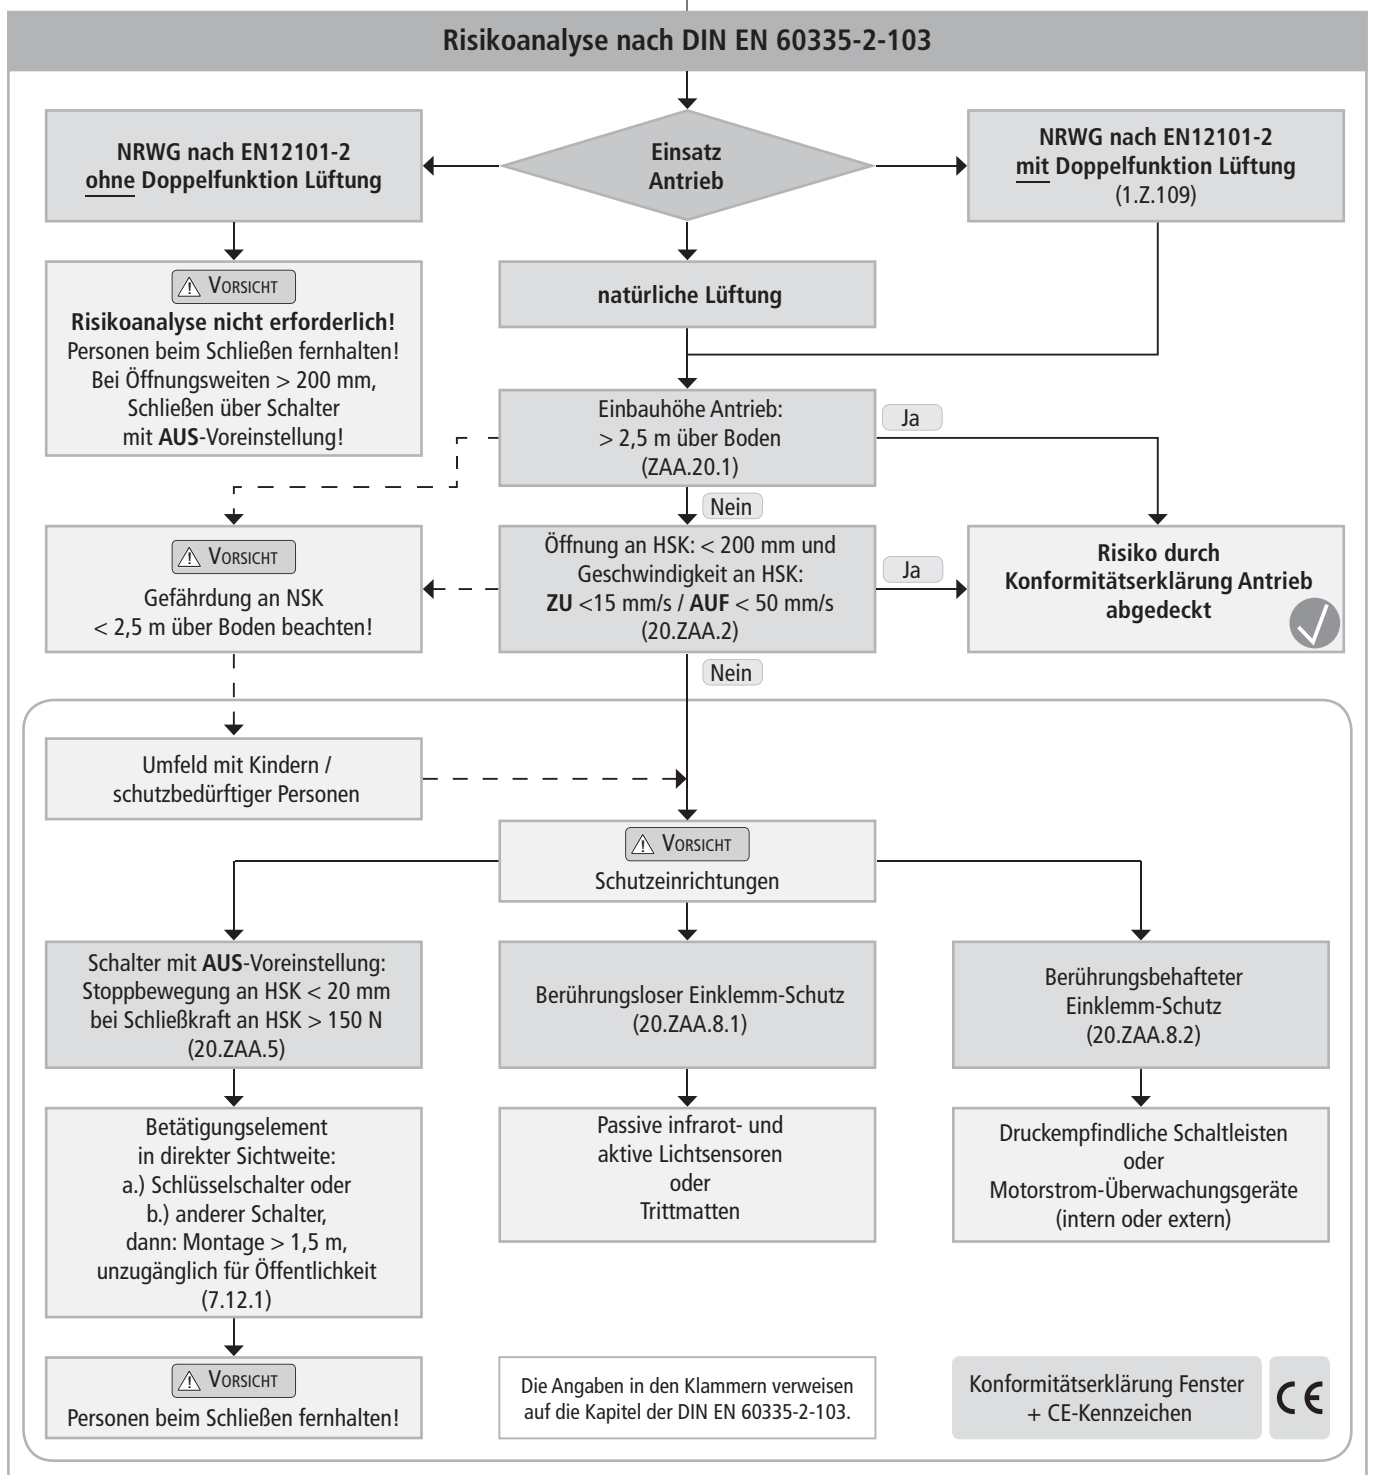 Risikoanalyse nach DIN EN 60335-2-103
NRWG nach EN12101-2
ohne Doppelfunktion Lüftung
Einsatz
Antrieb
NRWG nach EN12101-2
mit Doppelfunktion Lüftung
(1.Z.109)
VORSICHT
Risikoanalyse nicht erforderlich!
Personen beim Schließen fernhalten!
Bei Öffnungsweiten > 200 mm,
Schließen über Schalter
mit AUS-Voreinstellung!
natürliche Lüftung
Einbauhöhe Antrieb:
> 2,5 m über Boden
(ZAA.20.1)
Ja
Nein
VORSICHT
Gefährdung an NSK
< 2,5 m über Boden beachten!
Öffnung an HSK: < 200 mm und
Geschwindigkeit an HSK:
ZU <15 mm/s / AUF < 50 mm/s
(20.ZAA.2)
Ja
Risiko durch
Konformitätserklärung Antrieb
abgedeckt
Nein
Umfeld mit Kindern /
schutzbedürftiger Personen
VORSICHT
Schutzeinrichtungen
Schalter mit AUS-Voreinstellung:
Stoppbewegung an HSK < 20 mm
bei Schließkraft an HSK > 150 N
(20.ZAA.5)
Berührungsloser Einklemm-Schutz
(20.ZAA.8.1)
Berührungsbehafteter
Einklemm-Schutz
(20.ZAA.8.2)
Betätigungselement
in direkter Sichtweite:
a.) Schlüsselschalter oder
b.) anderer Schalter,
dann: Montage > 1,5 m,
unzugänglich für Öffentlichkeit
(7.12.1)
Passive infrarot- und
aktive Lichtsensoren
oder
Trittmatten
Druckempfindliche Schaltleisten
oder
Motorstrom-Überwachungsgeräte
(intern oder extern)
VORSICHT
Personen beim Schließen fernhalten!
Die Angaben in den Klammern verweisen
auf die Kapitel der DIN EN 60335-2-103.
Konformitätserklärung Fenster
+ CE-Kennzeichen
CE